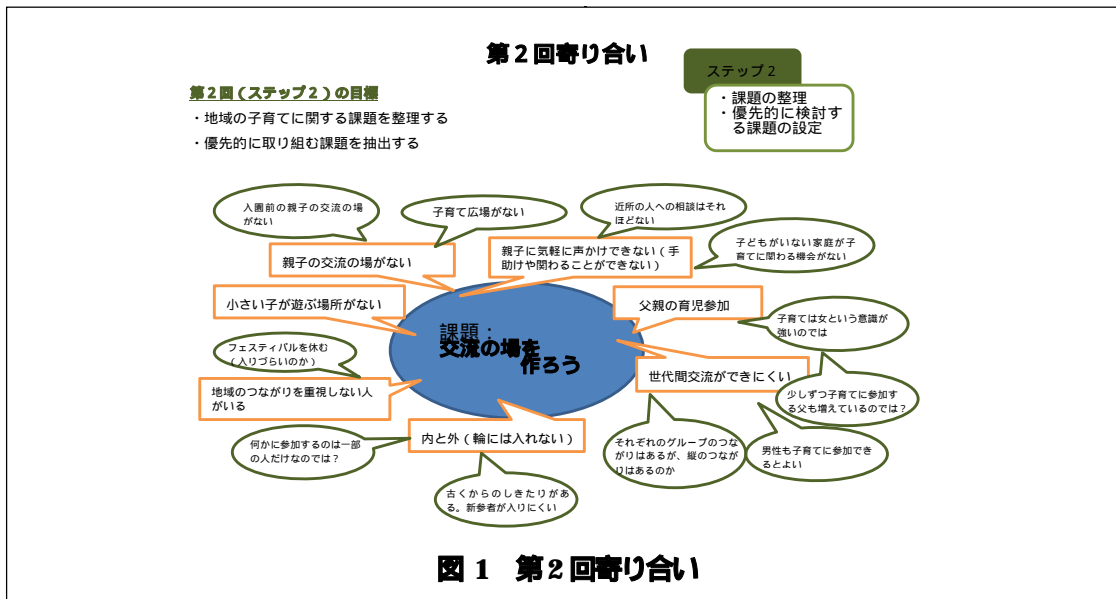 第２回寄り合い
ステップ２
・課題の整理
・優先的に検討す
る課題の設定
第２回（ステップ２）の目標
・地域の子育てに関する課題を整理する
・優先的に取り組む課題を抽出する
入園前の親子の交流の場
がない
子育て広場がない
近所の人への相談はそれ
ほどない
親子の交流の場がない
親子に気軽に声かけできない（手
助けや関わることができない）
子どもがいない家庭が子
育てに関わる機会がない
小さい子が遊ぶ場所がない
父親の育児参加
子育ては女という意識が
強いのでは
課題：
交流の場を
作ろう
フェスティバルを休む
（入りづらいのか）
地域のつながりを重視しない人
がいる
世代間交流ができにくい
少しずつ子育てに参加す
る父も増えているのでは？
内と外（輪には入れない）
何かに参加するのは一部
の人だけなのでは？
それぞれのグループのつな
がりはあるが、縦のつなが
りはあるのか
男性も子育てに参加でき
るとよい
古くからのしきたりがあ
る。新参者が入りにくい
図 1　第２回寄り合い